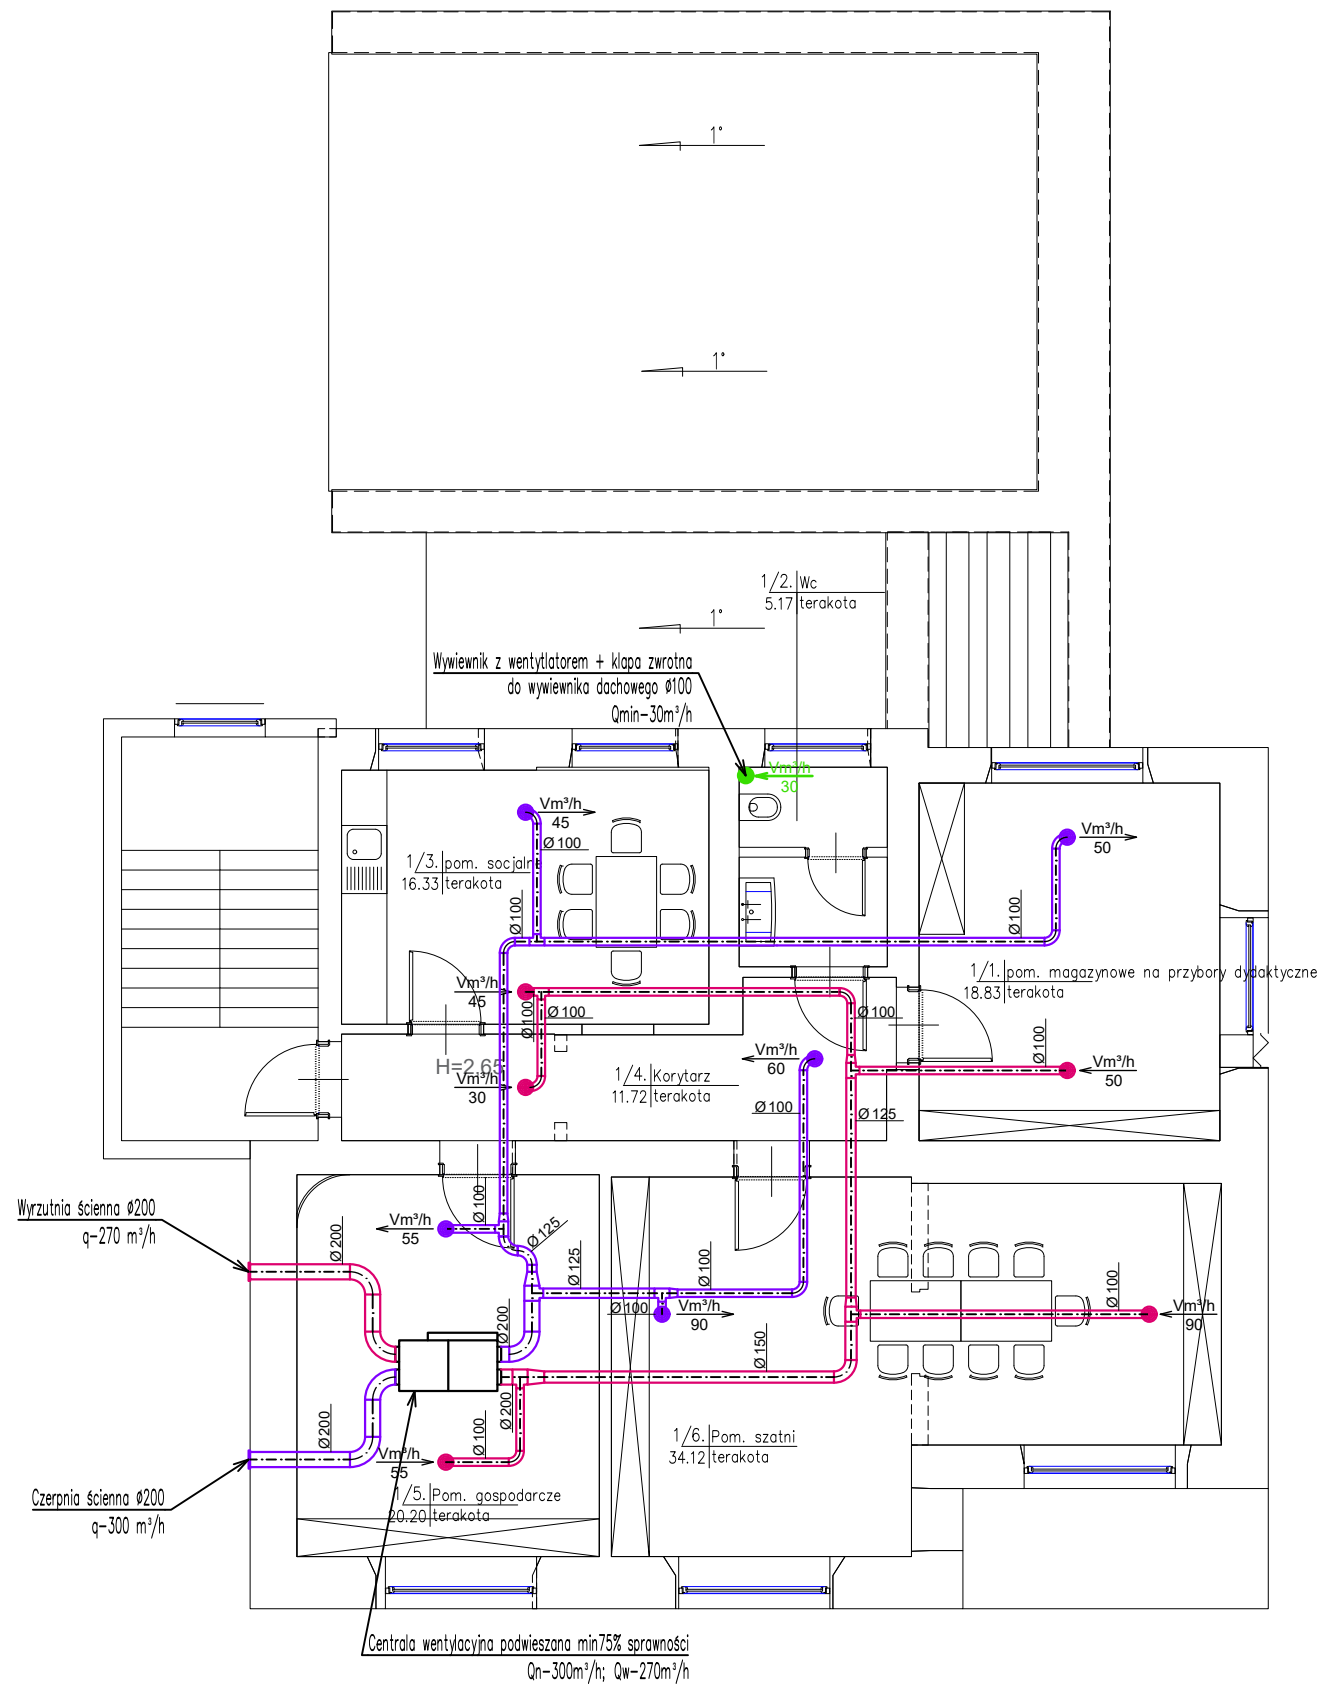 1°
1°
1/2. Wc
5.17 terakota
1°
Wywiewnik z wentytlatorem + klapa zwrotna
do wywiewnika dachowego ø100
Qmin-30m³/h
Vm³/h
30
Vm³/h
45
Ø100
1/3. pom. socjalne
16.33 terakota
Vm³/h
50
Ø100
Ø100
1/1. pom. magazynowe na przybory dydaktyczne
18.83 terakota
Vm³/h
45
Ø100
Ø100
Ø100
Ø100
H=2.65
Vm³/h
30
1/4. Korytarz
11.72 terakota
Vm³/h
60
Ø100
Ø125
Vm³/h
50
Wyrzutnia ścienna ø200
q-270 m³/h
Ø200
Vm³/h
55
Ø100
Ø125
Ø125
Ø100
Ø100
Vm³/h
90
Ø100
Vm³/h
90
Ø200
Ø150
Ø200
Ø200
Ø100
Vm³/h
55
1/6. Pom. szatni
34.12 terakota
Czerpnia ścienna ø200
q-300 m³/h
1/5. Pom. gospodarcze
20.20 terakota
Centrala wentylacyjna podwieszana min75% sprawności
Qn-300m³/h; Qw-270m³/h